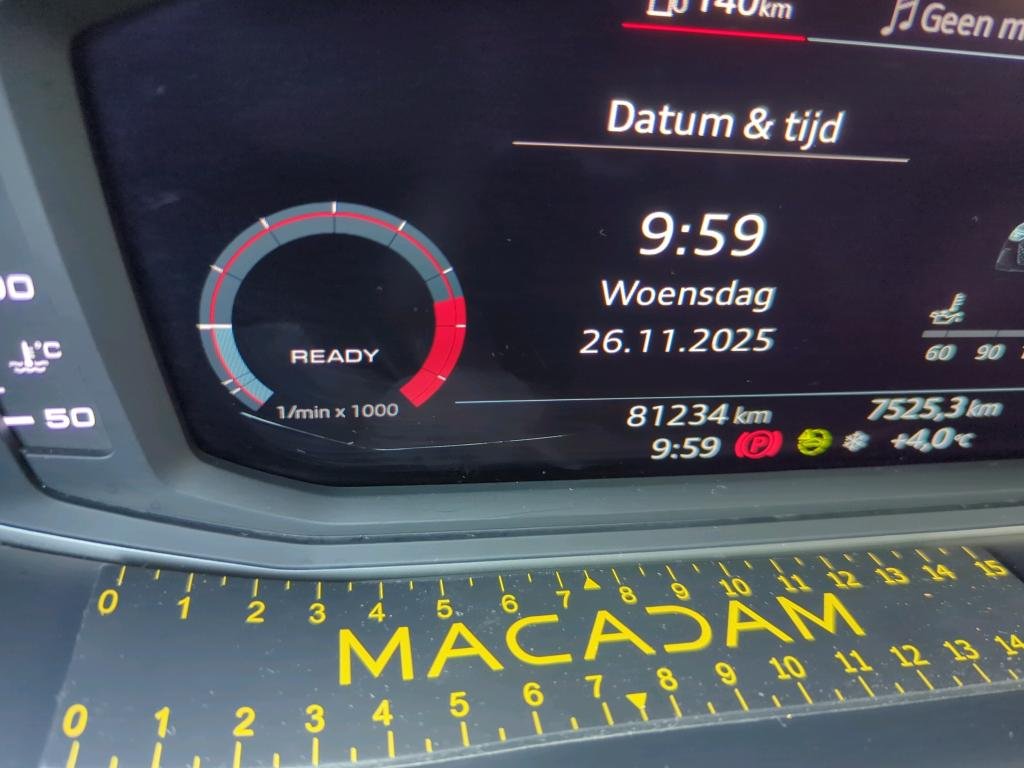 140 km
Geen
Datum & tijd
9:59
Woensdag
26.11.2025
READY
1/min x 1000
°C
50
60 90
81234 km
7525,3 km
9:59 P +4,0°C
0 1 2 3 4 5 6 7 8 9 10 11 12 13 14 15
MACADAM
0 1 2 3 4 5 6 7 8 9 10 11 12 13 14